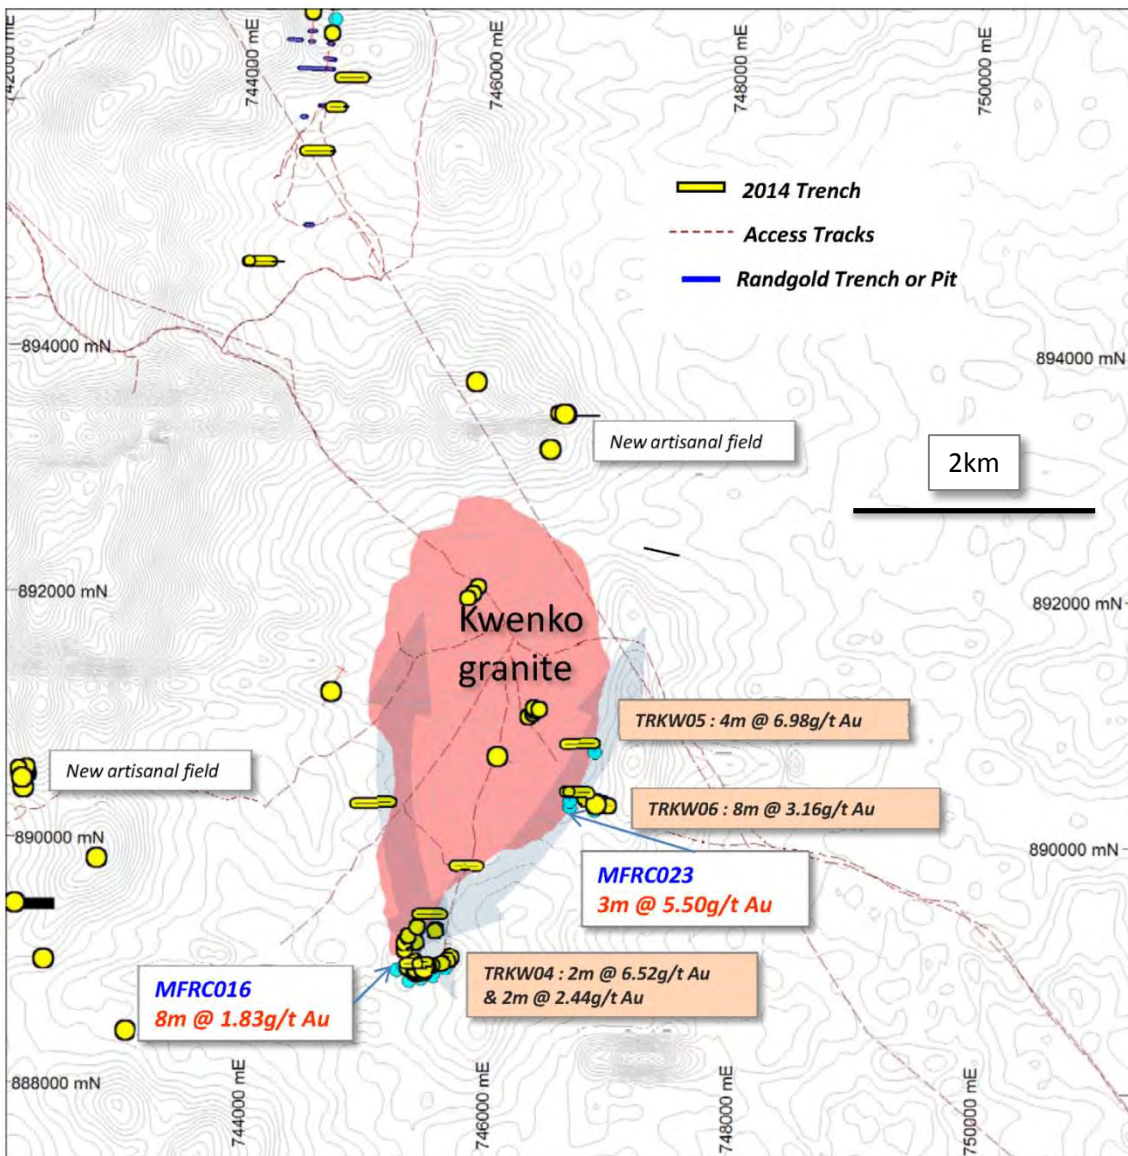 742000 mE
744000 mE
746000 mE
748000 mE
750000 mE
2014 Trench
Access Tracks
Randgold Trench or Pit
894000 mN
894000 mN
New artisanal field
2km
892000 mN
892000 mN
Kwenko
granite
TRKW05 : 4m @ 6.98g/t Au
New artisanal field
TRKW06 : 8m @ 3.16g/t Au
890000 mN
890000 mN
MFRC023
3m @ 5.50g/t Au
TRKW04 : 2m @ 6.52g/t Au
& 2m @ 2.44g/t Au
MFRC016
8m @ 1.83g/t Au
888000 mN
744000 mE
746000 mE
748000 mE
750000 mE